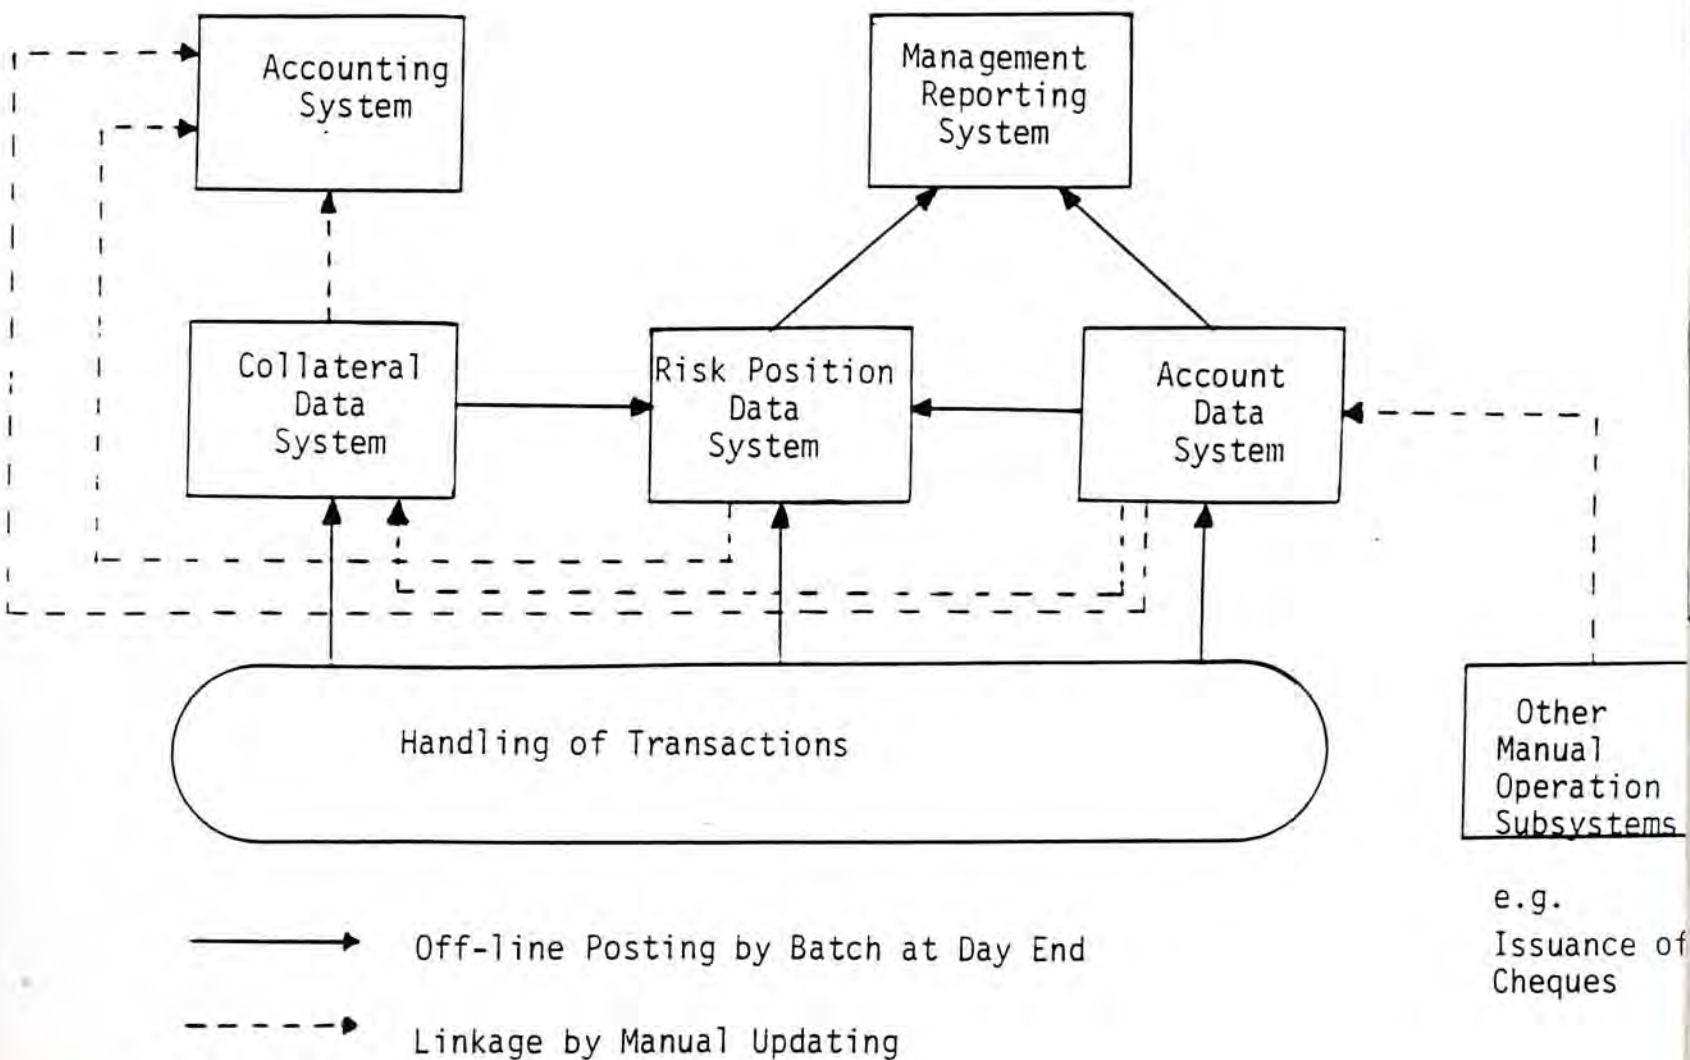 Accounting
System
Management
Reporting
System
Collateral
Data
System
Risk Position
Data
System
Account
Data
System
Handling of Transactions
Other
Manual
Operation
Subsystems
e.g.
Issuance of
Cheques
Off-line Posting by Batch at Day End
Linkage by Manual Updating